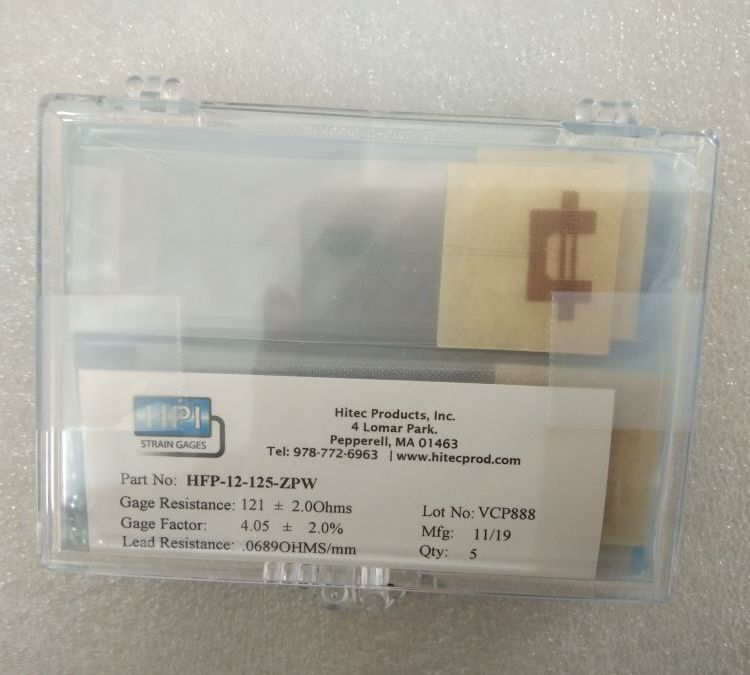 HPI
STRAIN GAGES
Hitec Products, Inc.
4 Lomar Park.
Pepperell, MA 01463
Tel: 978-772-6963 | www.hitecprod.com
Part No: HFP-12-125-ZPW
Gage Resistance: 121 ± 2.0Ohms
Gage Factor: 4.05 ± 2.0%
Lead Resistance: .0689OHMS/mm
Lot No: VCP888
Mfg: 11/19
Qty: 5